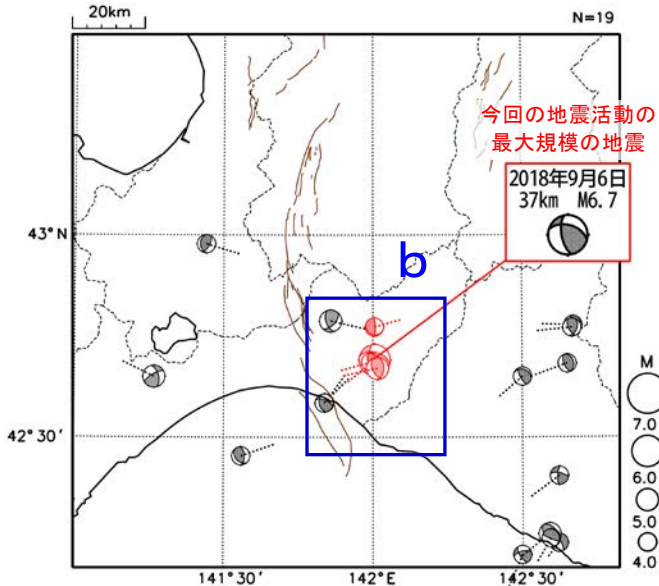 20km
N=19
今回の地震活動の
最大規模の地震
2018年9月6日
37km M6.7
43°N
b
M
7.0
42°30'
6.0
5.0
4.0
141°30'
142°E
142°30'